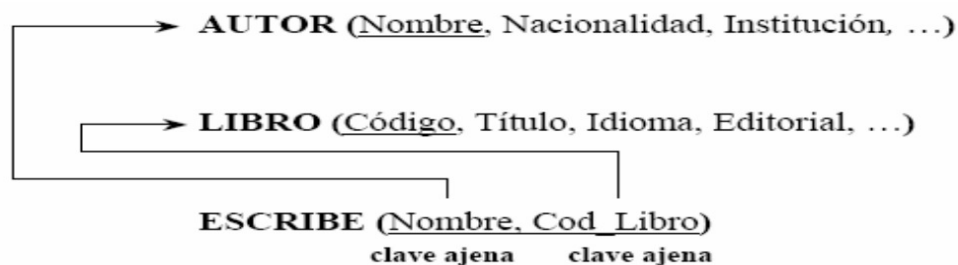 AUTOR (Nombre, Nacionalidad, Institución, …)
LIBRO (Código, Título, Idioma, Editorial, …)
ESCRIBE (Nombre, Cod_Libro)
clave ajena clave ajena